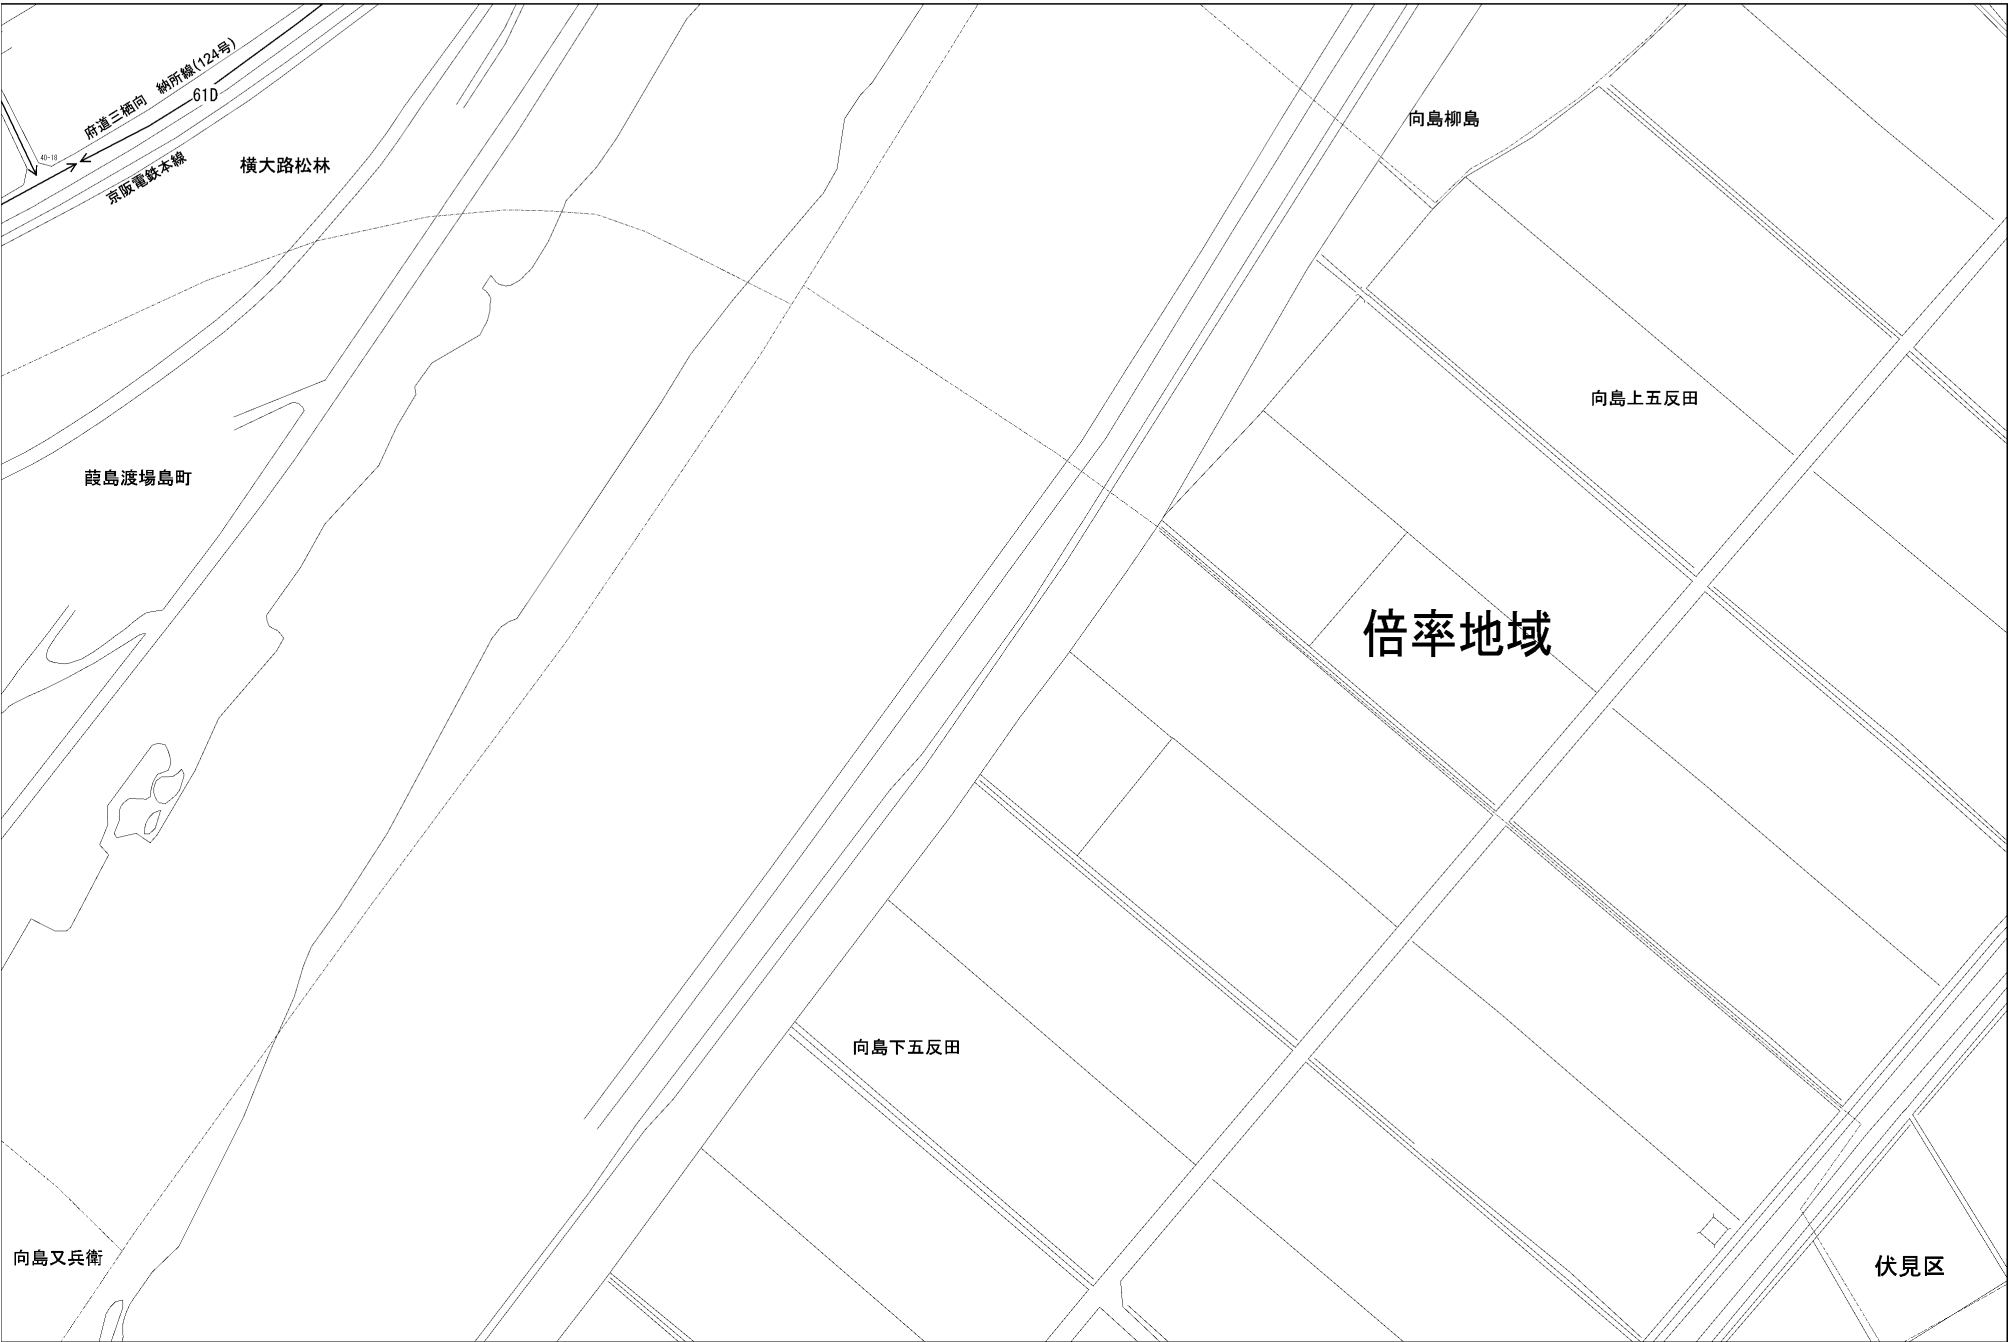 府道三栖向　納所線(124号)
61D
40-18
京阪電鉄本線
横大路松林
向島柳島
向島上五反田
葭島渡場島町
倍率地域
向島下五反田
向島又兵衛
伏見区